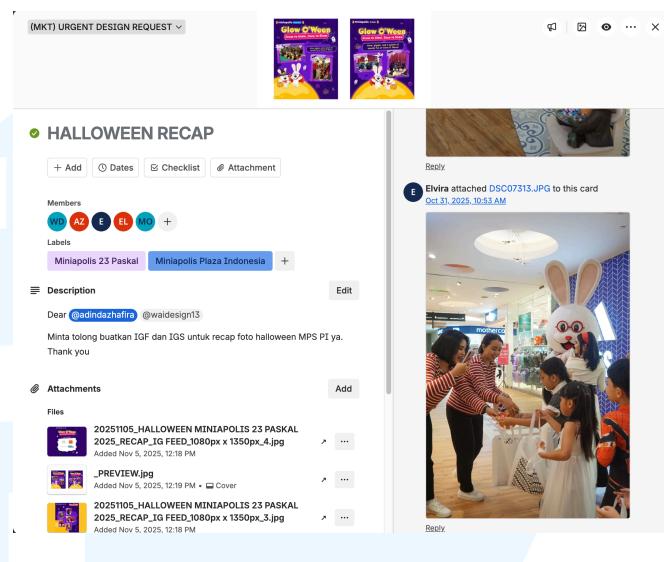 (MKT) URGENT DESIGN REQUEST
Glow O'Ween
Glow O'Ween
HALLOWEEN RECAP
+ Add
Dates
Checklist
Attachment
Members
WD AZ E EL MO +
Labels
Miniapolis 23 Paskal
Miniapolis Plaza Indonesia
+
Description
Edit
Dear @adindazhafira @waidesign13
Minta tolong buatkan IGF dan IGS untuk recap foto halloween MPS PI ya.
Thank you
Attachments
Add
Files
20251105_HALLOWEEN MINIAPOLIS 23 PASKAL
2025_RECAP_IG FEED_1080px x 1350px_4.jpg
Added Nov 5, 2025, 12:18 PM
_PREVIEW.jpg
Added Nov 5, 2025, 12:19 PM • Cover
20251105_HALLOWEEN MINIAPOLIS 23 PASKAL
2025_RECAP_IG FEED_1080px x 1350px_3.jpg
Added Nov 5, 2025, 12:18 PM
Reply
E
Elvira attached DSC07313.JPG to this card
Oct 31, 2025, 10:53 AM
motherca
Reply